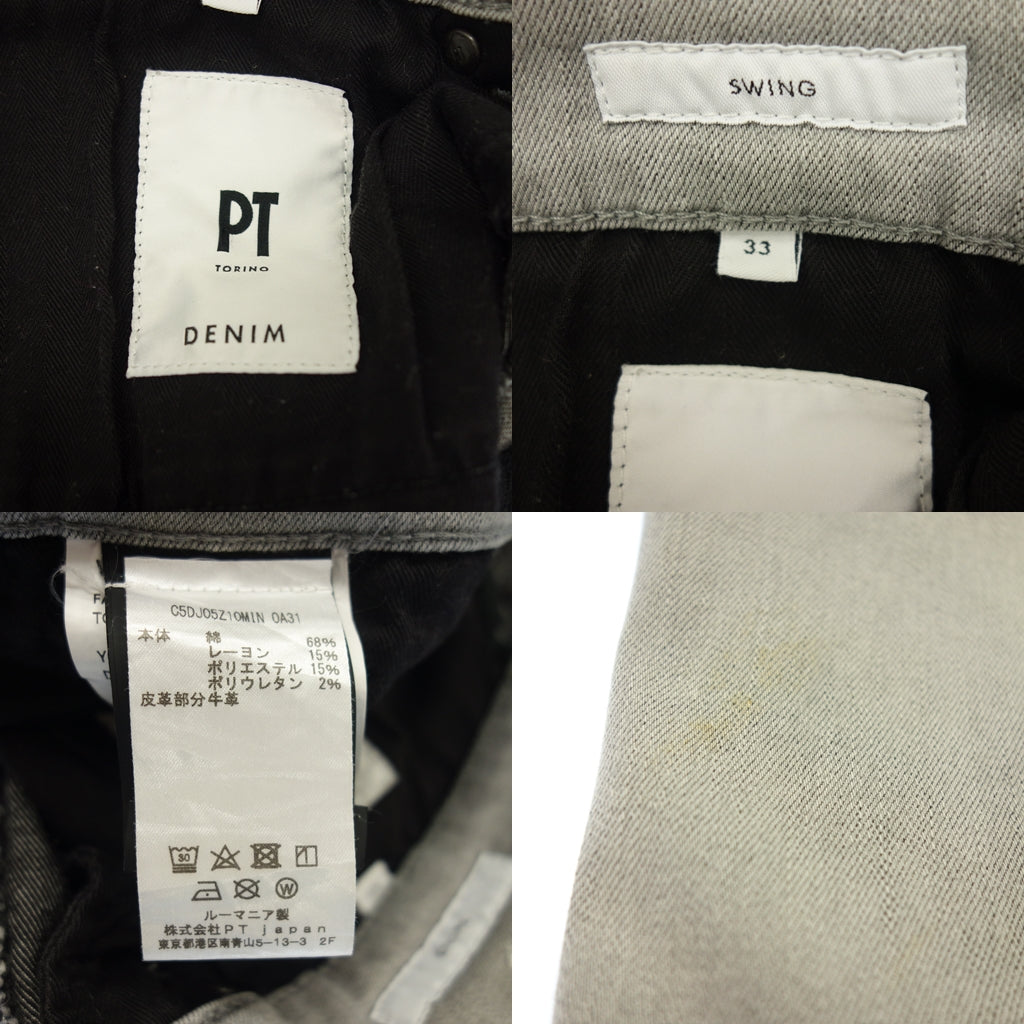 PT
TORINO
DENIM
SWING
33
C5DJ05Z10MIN 0A31
本体 綿 68%
レーヨン 15%
ポリエステル 15%
ポリウレタン 2%
皮革部分牛革
30
W
ルーマニア製
株式会社PT japan
東京都港区南青山5-13-3 2F